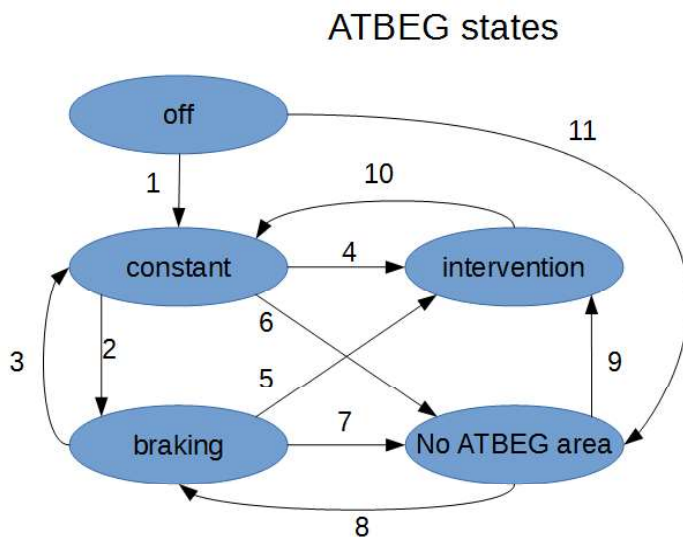 ATBEG states
off
11
1
10
constant
4
intervention
6
3
2
5
9
braking
7
No ATBEG area
8